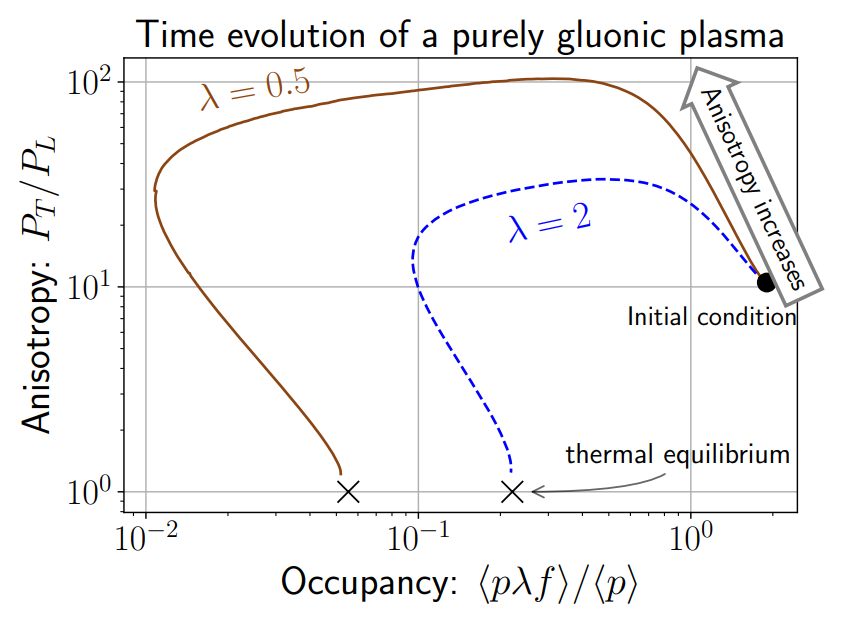 Time evolution of a purely gluonic plasma
10²
λ = 0.5
Anisotropy increases
λ = 2
Anisotropy: P_T/P_L
10¹
Initial condition
thermal equilibrium
10⁰
10⁻² 10⁻¹ 10⁰
Occupancy: ⟨pλf⟩/⟨p⟩